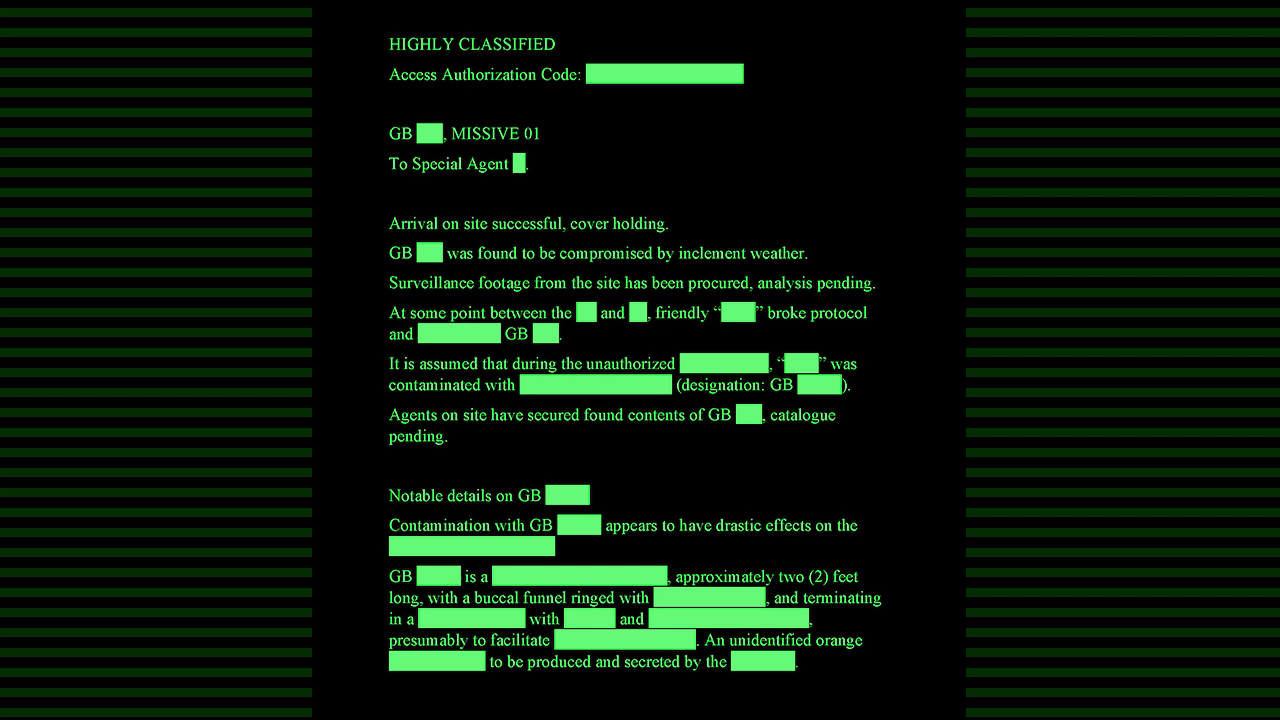 HIGHLY CLASSIFIED
Access Authorization Code:
GB , MISSIVE 01
To Special Agent .
Arrival on site successful, cover holding.
GB was found to be compromised by inclement weather.
Surveillance footage from the site has been procured, analysis pending.
At some point between the and , friendly “ ” broke protocol
and GB .
It is assumed that during the unauthorized , “ ” was
contaminated with (designation: GB ).
Agents on site have secured found contents of GB , catalogue
pending.
Notable details on GB
Contamination with GB appears to have drastic effects on the
GB is a , approximately two (2) feet
long, with a buccal funnel ringed with , and terminating
in a with and ,
presumably to facilitate . An unidentified orange
to be produced and secreted by the .